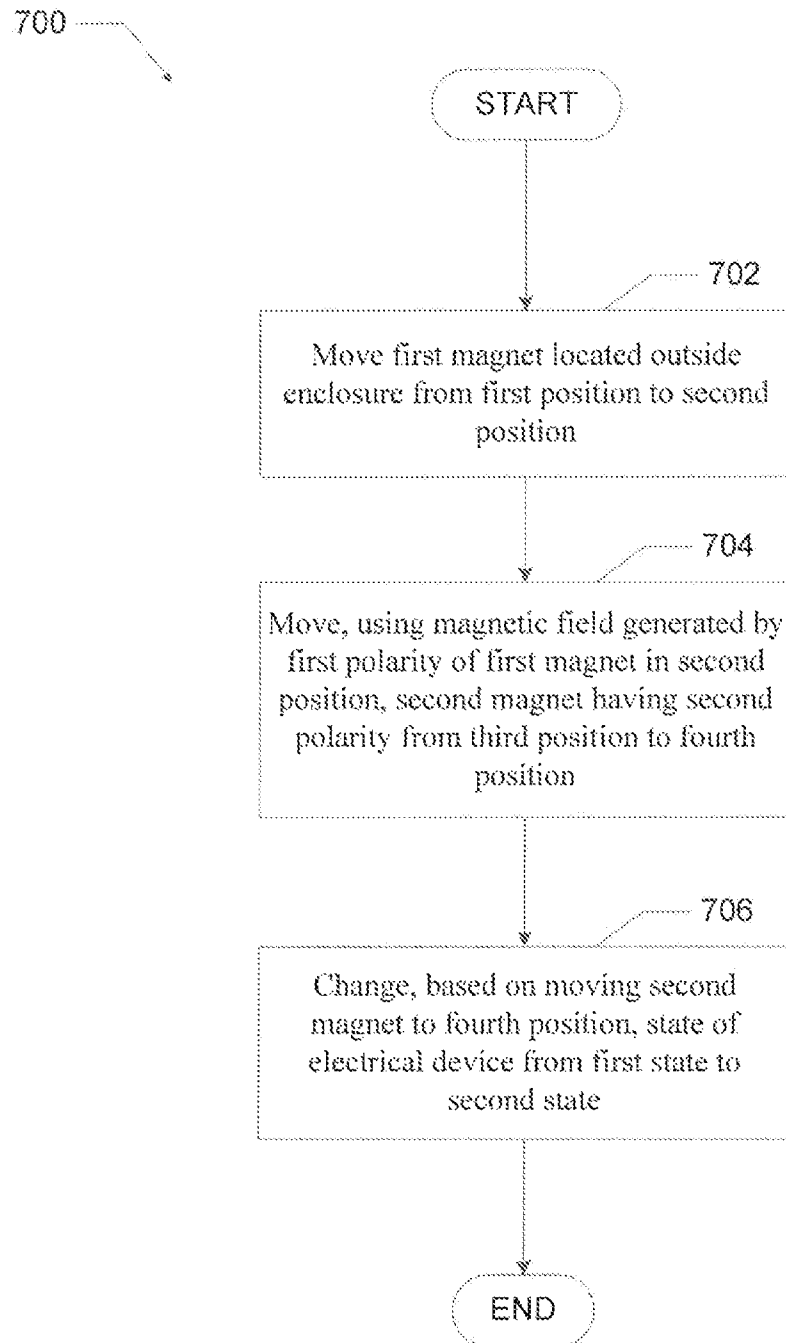 700
START
702
Move first magnet located outside
enclosure from first position to second
position
704
Move, using magnetic field generated by
first polarity of first magnet in second
position, second magnet having second
polarity from third position to fourth
position
706
Change, based on moving second
magnet to fourth position, state of
electrical device from first state to
second state
END